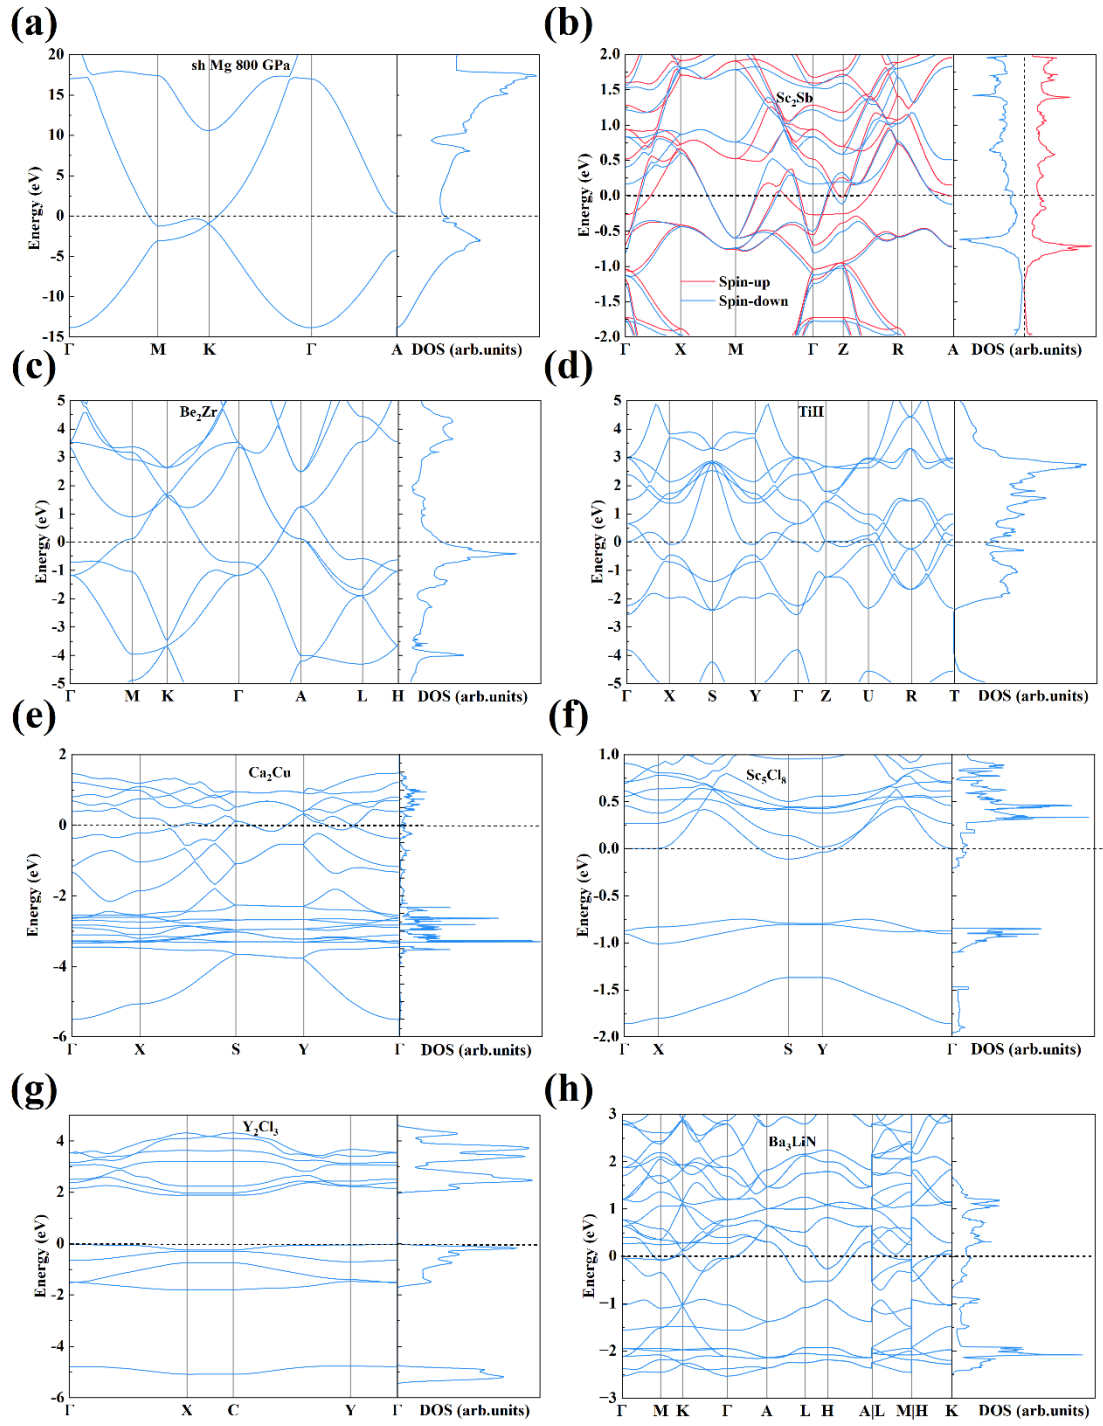 (a)
sh Mg 800 GPa
Energy (eV)
20
15
10
5
0
-5
-10
-15
Γ M K Γ A DOS (arb.units)
(b)
Sc₂Sb
Energy (eV)
2.0
1.5
1.0
0.5
0.0
-0.5
-1.0
-1.5
-2.0
Spin-up
Spin-down
Γ X M Γ Z R A DOS (arb.units)
(c)
Be₂Zr
Energy (eV)
5
4
3
2
1
0
-1
-2
-3
-4
-5
Γ M K Γ A L H DOS (arb.units)
(d)
TiII
Energy (eV)
5
4
3
2
1
0
-1
-2
-3
-4
-5
Γ X S Y Γ Z U R T DOS (arb.units)
(e)
Ca₂Cu
Energy (eV)
2
0
-2
-4
-6
Γ X S Y Γ DOS (arb.units)
(f)
Sc₅Cl₈
Energy (eV)
1.0
0.5
0.0
-0.5
-1.0
-1.5
-2.0
Γ X S Y Γ DOS (arb.units)
(g)
Y₂Cl₃
Energy (eV)
4
2
0
-2
-4
-6
Γ X C Y Γ DOS (arb.units)
(h)
Ba₃LiN
Energy (eV)
3
2
1
0
−1
−2
−3
Γ M K Γ A L H A|L M|H K DOS (arb.units)